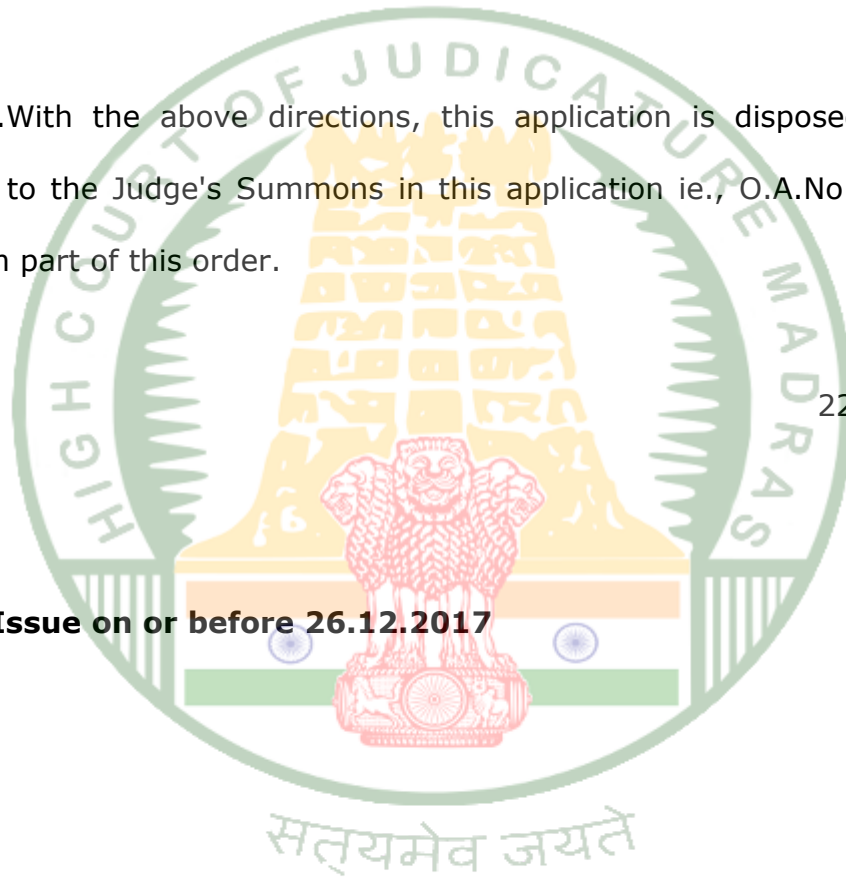 .With the above directions, this application is dispose
to the Judge's Summons in this application ie., O.A.No
part of this order.
22
Issue on or before 26.12.2017
HIGH COURT OF JUDICATURE MADRAS
सत्यमेव जयते